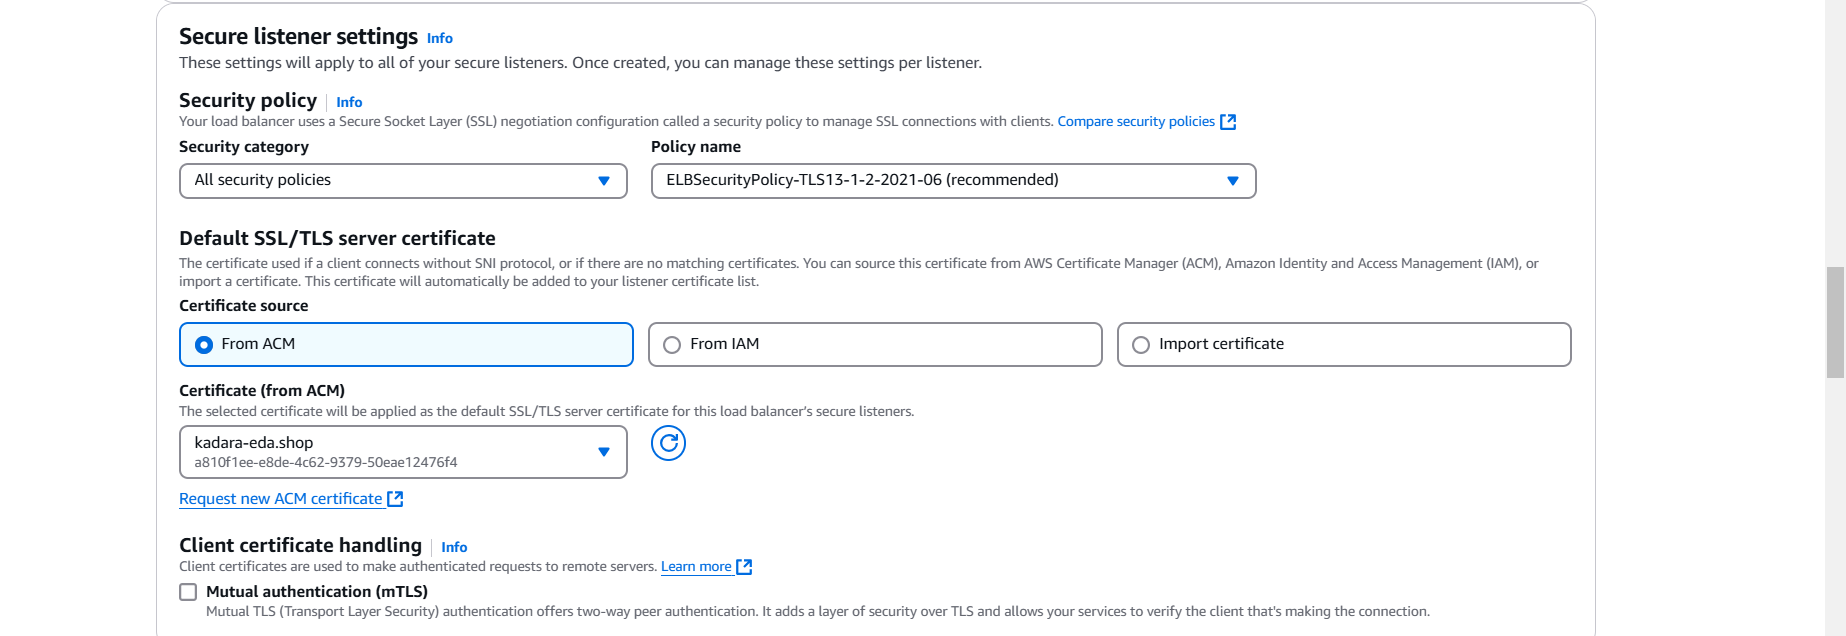 Secure listener settings Info
These settings will apply to all of your secure listeners. Once created, you can manage these settings per listener.
Security policy Info
Your load balancer uses a Secure Socket Layer (SSL) negotiation configuration called a security policy to manage SSL connections with clients. Compare security policies
Security category
Policy name
All security policies
ELBSecurityPolicy-TLS13-1-2-2021-06 (recommended)
Default SSL/TLS server certificate
The certificate used if a client connects without SNI protocol, or if there are no matching certificates. You can source this certificate from AWS Certificate Manager (ACM), Amazon Identity and Access Management (IAM), or
import a certificate. This certificate will automatically be added to your listener certificate list.
Certificate source
From ACM
From IAM
Import certificate
Certificate (from ACM)
The selected certificate will be applied as the default SSL/TLS server certificate for this load balancer's secure listeners.
kadara-eda.shop
a810f1ee-e8de-4c62-9379-50eae12476f4
Request new ACM certificate
Client certificate handling Info
Client certificates are used to make authenticated requests to remote servers. Learn more
Mutual authentication (mTLS)
Mutual TLS (Transport Layer Security) authentication offers two-way peer authentication. It adds a layer of security over TLS and allows your services to verify the client that's making the connection.